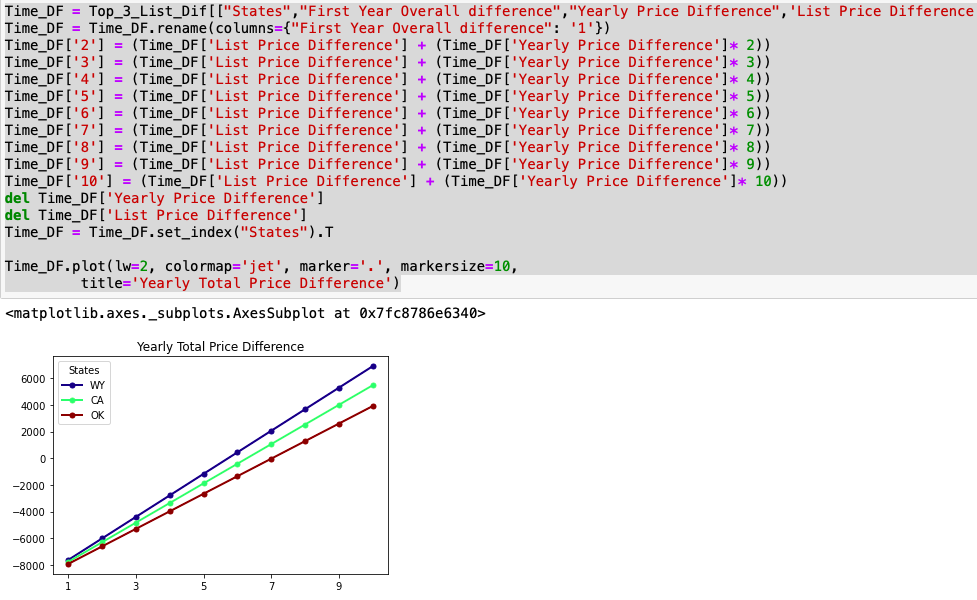 Time_DF = Top_3_List_Dif[["States","First Year Overall difference","Yearly Price Difference",'List Price Difference
Time_DF = Time_DF.rename(columns={"First Year Overall difference": '1'})
Time_DF['2'] = (Time_DF['List Price Difference'] + (Time_DF['Yearly Price Difference']* 2))
Time_DF['3'] = (Time_DF['List Price Difference'] + (Time_DF['Yearly Price Difference']* 3))
Time_DF['4'] = (Time_DF['List Price Difference'] + (Time_DF['Yearly Price Difference']* 4))
Time_DF['5'] = (Time_DF['List Price Difference'] + (Time_DF['Yearly Price Difference']* 5))
Time_DF['6'] = (Time_DF['List Price Difference'] + (Time_DF['Yearly Price Difference']* 6))
Time_DF['7'] = (Time_DF['List Price Difference'] + (Time_DF['Yearly Price Difference']* 7))
Time_DF['8'] = (Time_DF['List Price Difference'] + (Time_DF['Yearly Price Difference']* 8))
Time_DF['9'] = (Time_DF['List Price Difference'] + (Time_DF['Yearly Price Difference']* 9))
Time_DF['10'] = (Time_DF['List Price Difference'] + (Time_DF['Yearly Price Difference']* 10))
del Time_DF['Yearly Price Difference']
del Time_DF['List Price Difference']
Time_DF = Time_DF.set_index("States").T
Time_DF.plot(lw=2, colormap='jet', marker='.', markersize=10,
title='Yearly Total Price Difference')
<matplotlib.axes._subplots.AxesSubplot at 0x7fc8786e6340>
Yearly Total Price Difference
States
WY
CA
OK
6000
4000
2000
0
−2000
−4000
−6000
−8000
1 3 5 7 9